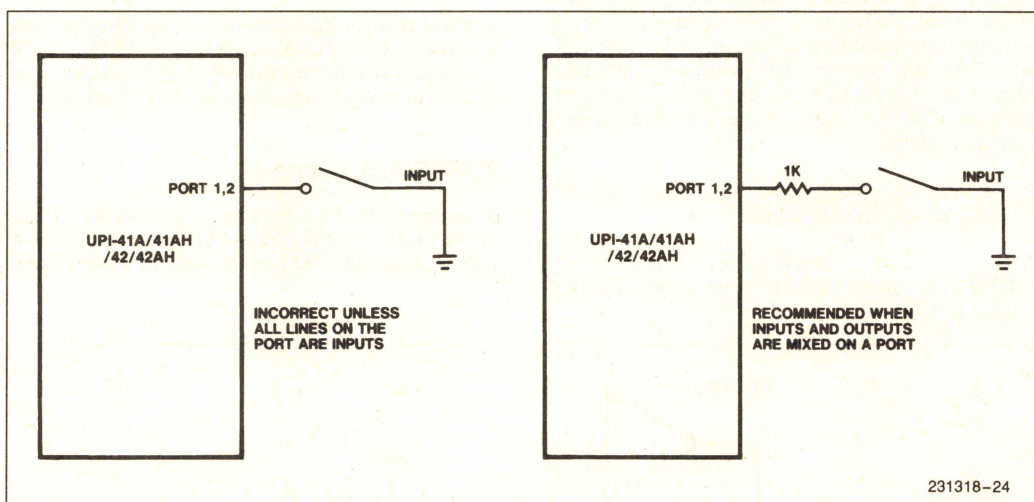 PORT 1,2
INPUT
UPI-41A/41AH
/42/42AH
INCORRECT UNLESS
ALL LINES ON THE
PORT ARE INPUTS
PORT 1,2
1K
INPUT
UPI-41A/41AH
/42/42AH
RECOMMENDED WHEN
INPUTS AND OUTPUTS
ARE MIXED ON A PORT
231318-24